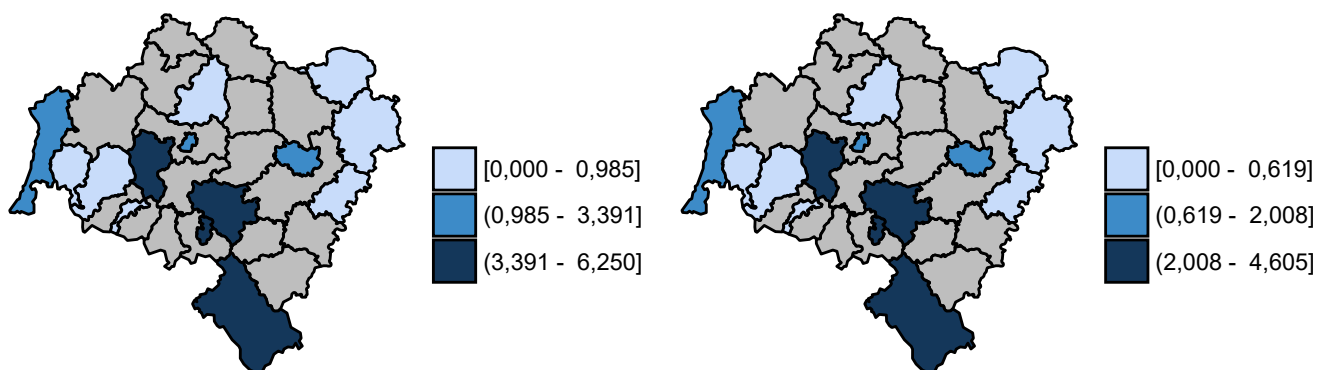 [0,000 - 0,985]
(0,985 - 3,391]
(3,391 - 6,250]
[0,000 - 0,619]
(0,619 - 2,008]
(2,008 - 4,605]